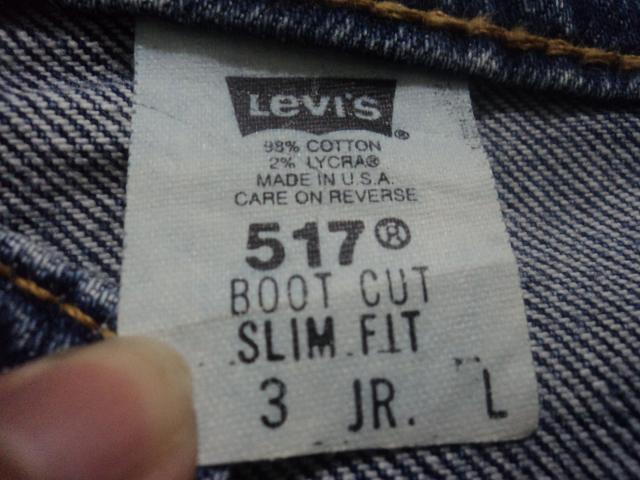 Levi's®
98% COTTON
2% LYCRA®
MADE IN U.S.A.
CARE ON REVERSE
517®
BOOT CUT
SLIM FIT
3 JR. L